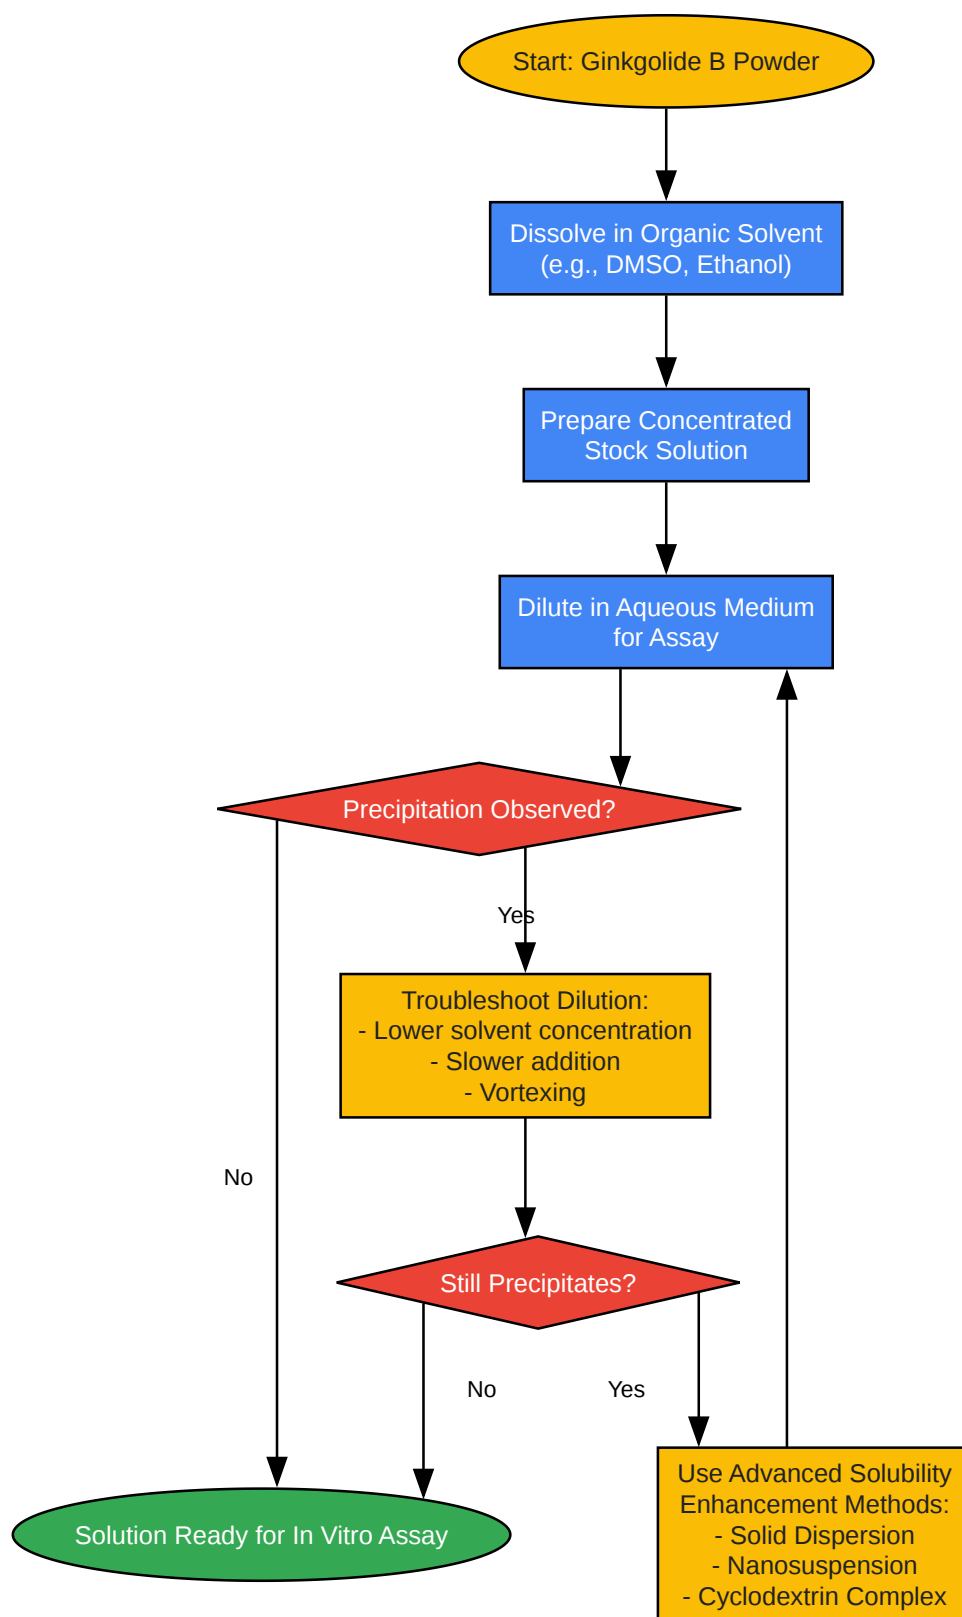 Start: Ginkgolide B Powder
Dissolve in Organic Solvent
(e.g., DMSO, Ethanol)
Prepare Concentrated
Stock Solution
Dilute in Aqueous Medium
for Assay
Precipitation Observed?
Yes
Troubleshoot Dilution:
- Lower solvent concentration
- Slower addition
- Vortexing
No
Still Precipitates?
No
Yes
Use Advanced Solubility
Enhancement Methods:
- Solid Dispersion
- Nanosuspension
- Cyclodextrin Complex
Solution Ready for In Vitro Assay